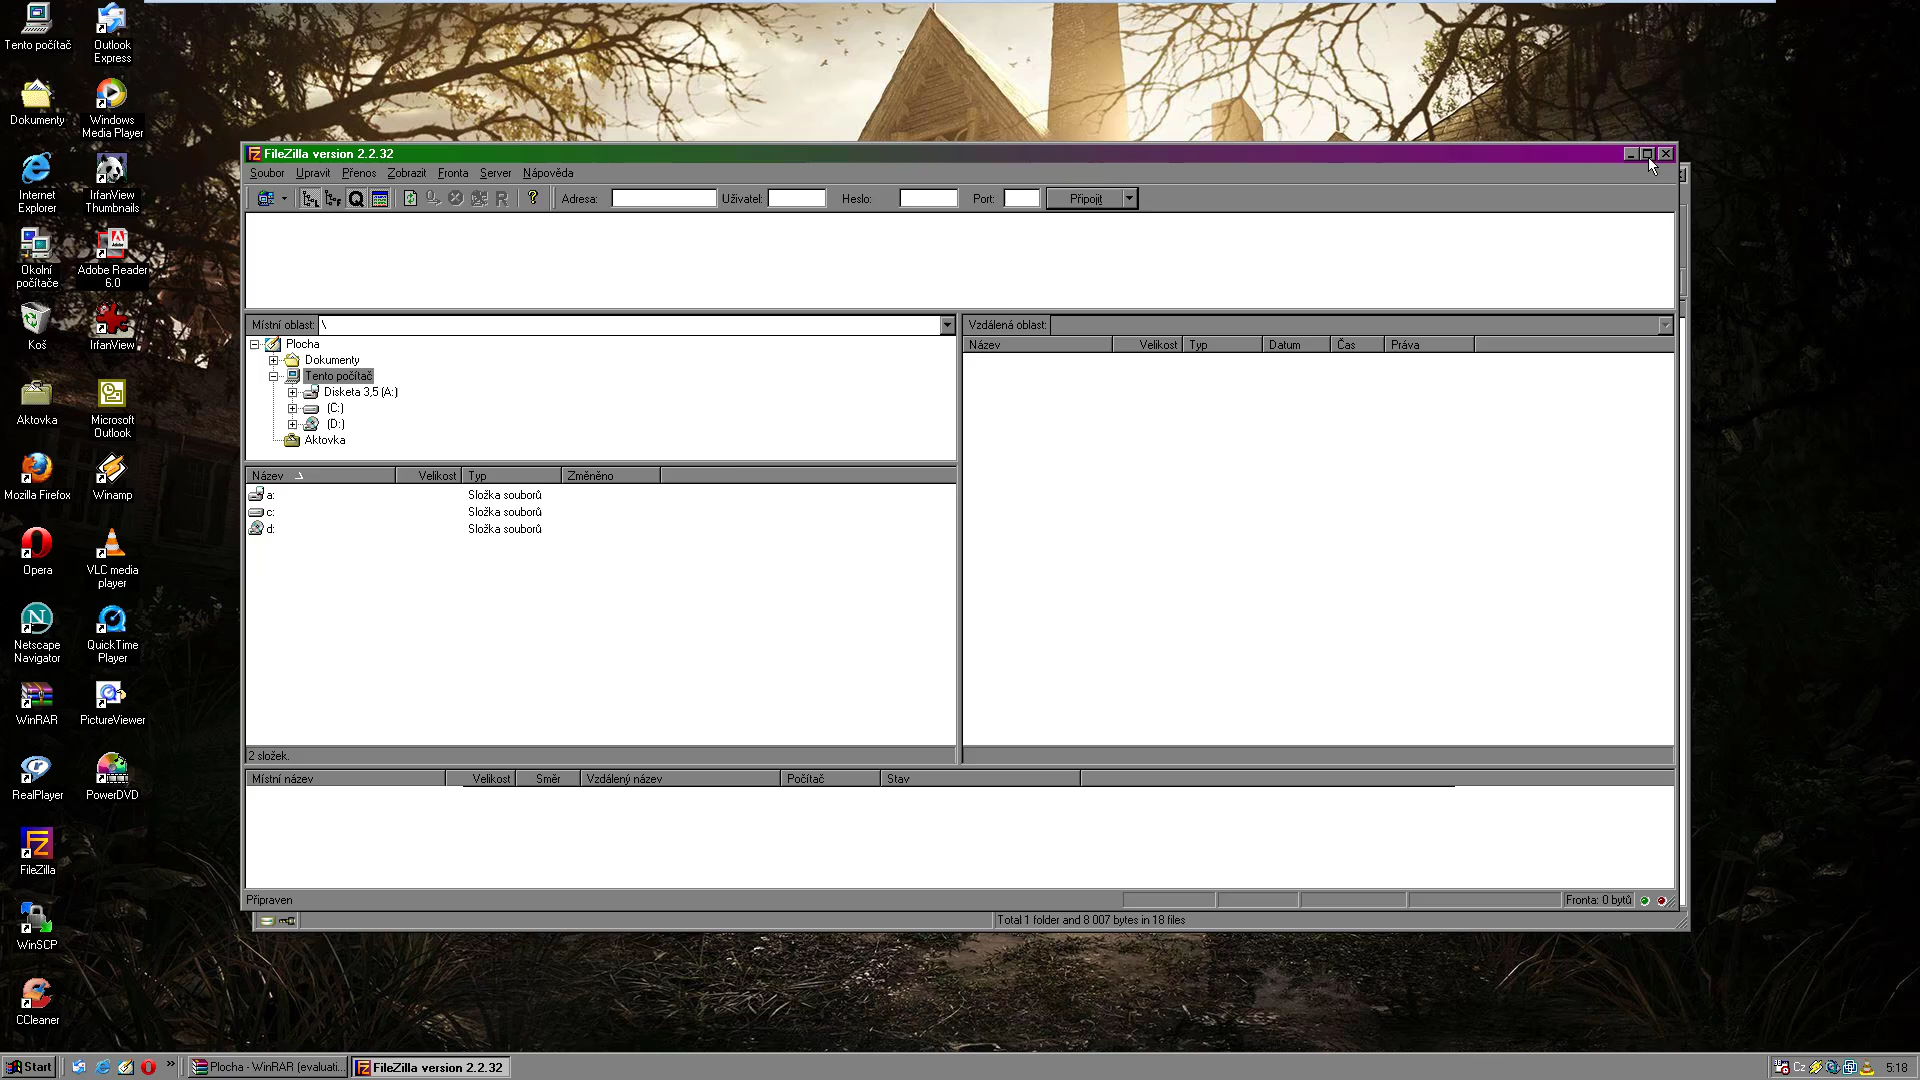 Tento počítač
Outlook Express
Dokumenty
Windows Media Player
Internet Explorer
IrfanView Thumbnails
Okolní počítače
Adobe Reader 6.0
Koš
IrfanView
Aktovka
Microsoft Outlook
Mozilla Firefox
Winamp
Opera
VLC media player
Netscape Navigator
QuickTime Player
WinRAR
PictureViewer
RealPlayer
PowerDVD
FileZilla
WinSCP
CCleaner
FileZilla version 2.2.32
Soubor Upravit Přenos Zobrazit Fronta Server Nápověda
Adresa: Uživatel: Heslo: Port: Připojit
Místní oblast: \
Vzdálená oblast:
Plocha
Dokumenty
Tento počítač
Disketa 3,5 (A:)
(C:)
(D:)
Aktovka
Název Velikost Typ Datum Čas Práva
Název Velikost Typ Změněno
a: Složka souborů
c: Složka souborů
d: Složka souborů
2 složek.
Místní název Velikost Směr Vzdálený název Počítač Stav
Připraven
Fronta: 0 bytů
Total 1 folder and 8 007 bytes in 18 files
Start
Plocha - WinRAR (evaluati...
FileZilla version 2.2.32
Cz
5:18